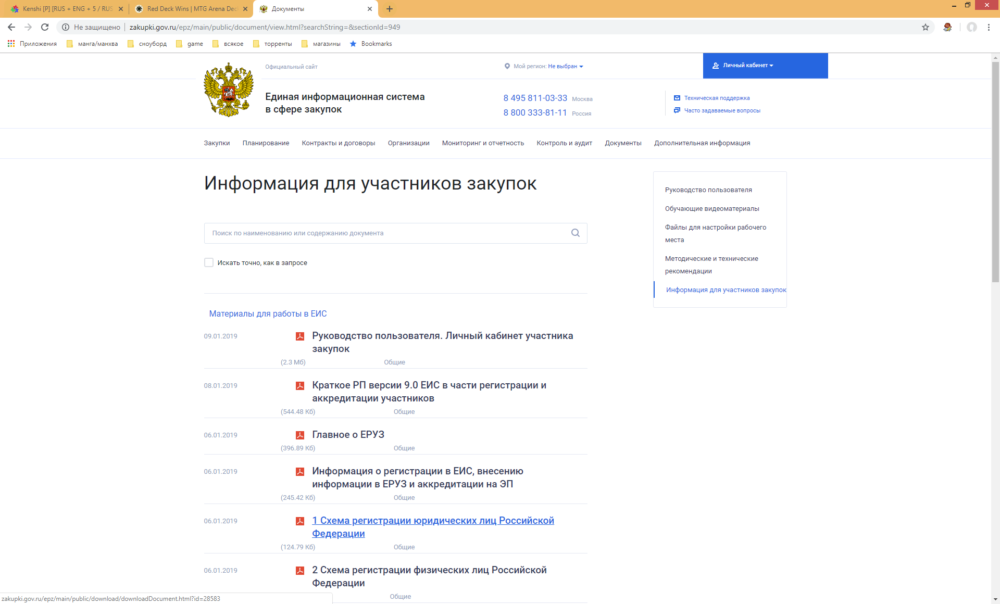 Kenshi [P] [RUS + ENG + 5 / RUS
Red Deck Wins | MTG Arena Dec
Документы
Не защищено
zakupki.gov.ru/epz/main/public/document/view.html?searchString=&sectionId=949
Приложения
манга/манхва
сноуборд
game
всякое
торренты
магазины
Bookmarks
Официальный сайт
Мой регион: Не выбран
Личный кабинет
Единая информационная система
в сфере закупок
8 495 811-03-33 Москва
8 800 333-81-11 Россия
Техническая поддержка
Часто задаваемые вопросы
Закупки Планирование Контракты и договоры Организации Мониторинг и отчетность Контроль и аудит Документы Дополнительная информация
Информация для участников закупок
Поиск по наименованию или содержанию документа
Искать точно, как в запросе
Руководство пользователя
Обучающие видеоматериалы
Файлы для настройки рабочего
места
Методические и технические
рекомендации
Информация для участников закупок
Материалы для работы в ЕИС
09.01.2019 Руководство пользователя. Личный кабинет участника
закупок
(2.3 Мб) Общие
08.01.2019 Краткое РП версии 9.0 ЕИС в части регистрации и
аккредитации участников
(544.48 Кб) Общие
06.01.2019 Главное о ЕРУЗ
(396.89 Кб) Общие
06.01.2019 Информация о регистрации в ЕИС, внесению
информации в ЕРУЗ и аккредитации на ЭП
(245.42 Кб) Общие
06.01.2019 1 Схема регистрации юридических лиц Российской
Федерации
(124.79 Кб) Общие
06.01.2019 2 Схема регистрации физических лиц Российской
Федерации
Общие
zakupki.gov.ru/epz/main/public/download/downloadDocument.html?id=28583